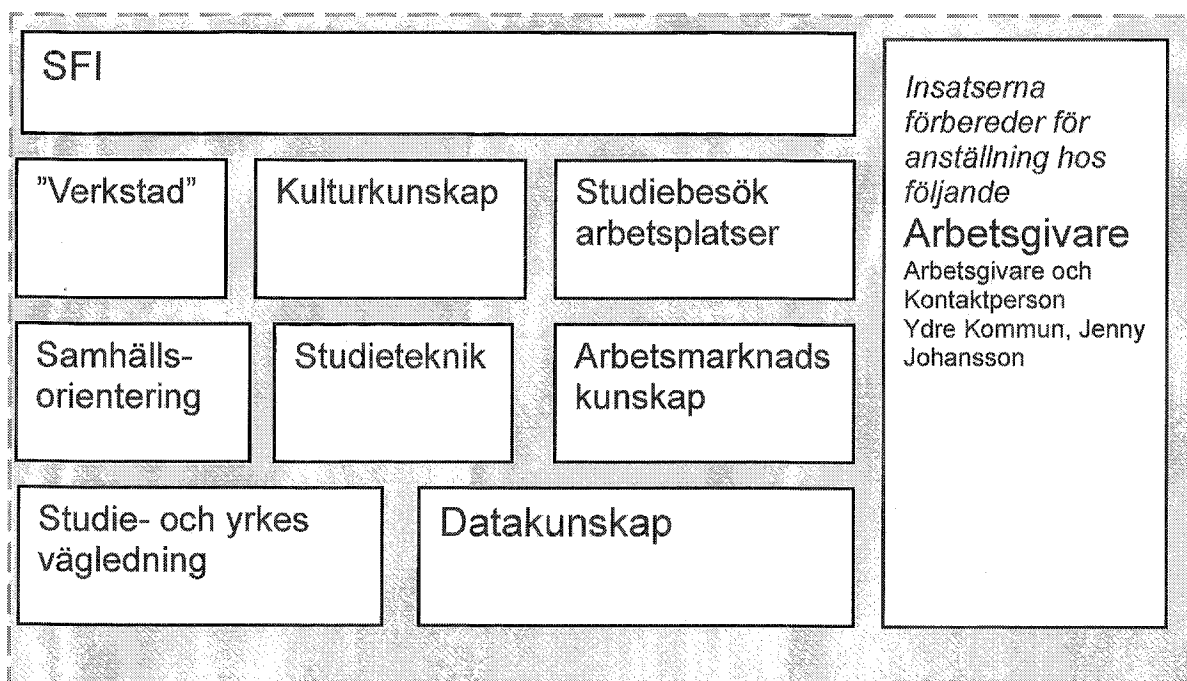 SFI
"Verkstad"
Kulturkunskap
Studiebesök
arbetsplatser
Samhälls-
orientering
Studieteknik
Arbetsmarknads
kunskap
Studie- och yrkes
vägledning
Datakunskap
Insatserna
förbereder för
anställning hos
följande
Arbetsgivare
Arbetsgivare och
Kontaktperson
Ydre Kommun, Jenny
Johansson